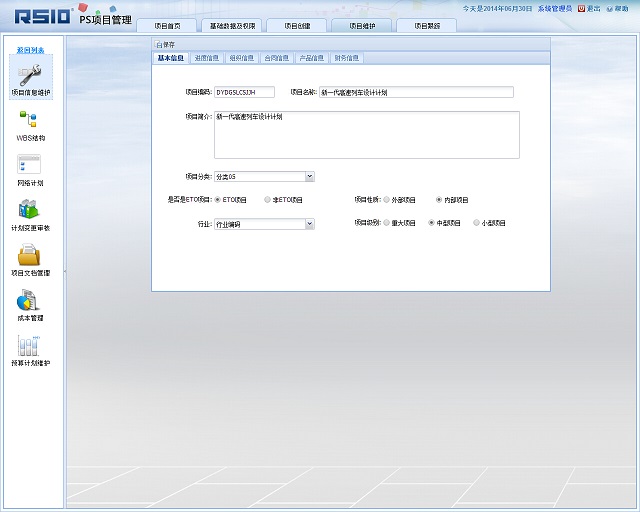 RSIO PS项目管理
今天是2014年06月30日 系统管理员 退出 帮助
项目首页 基础数据及权限 项目创建 项目维护 项目跟踪
返回列表
项目信息维护
WBS结构
网络计划
计划变更审核
项目文档管理
成本管理
预算计划维护
保存
基本信息 进度信息 组织信息 合同信息 产品信息 财务信息
项目编码: DYDGSLCSJJH 项目名称: 新一代高速列车设计计划
项目简介: 新一代高速列车设计计划
项目分类: 分类05
是否是ETO项目: ETO项目 非ETO项目 项目性质: 外部项目 内部项目
行业: 行业编码 项目级别: 重大项目 中型项目 小型项目